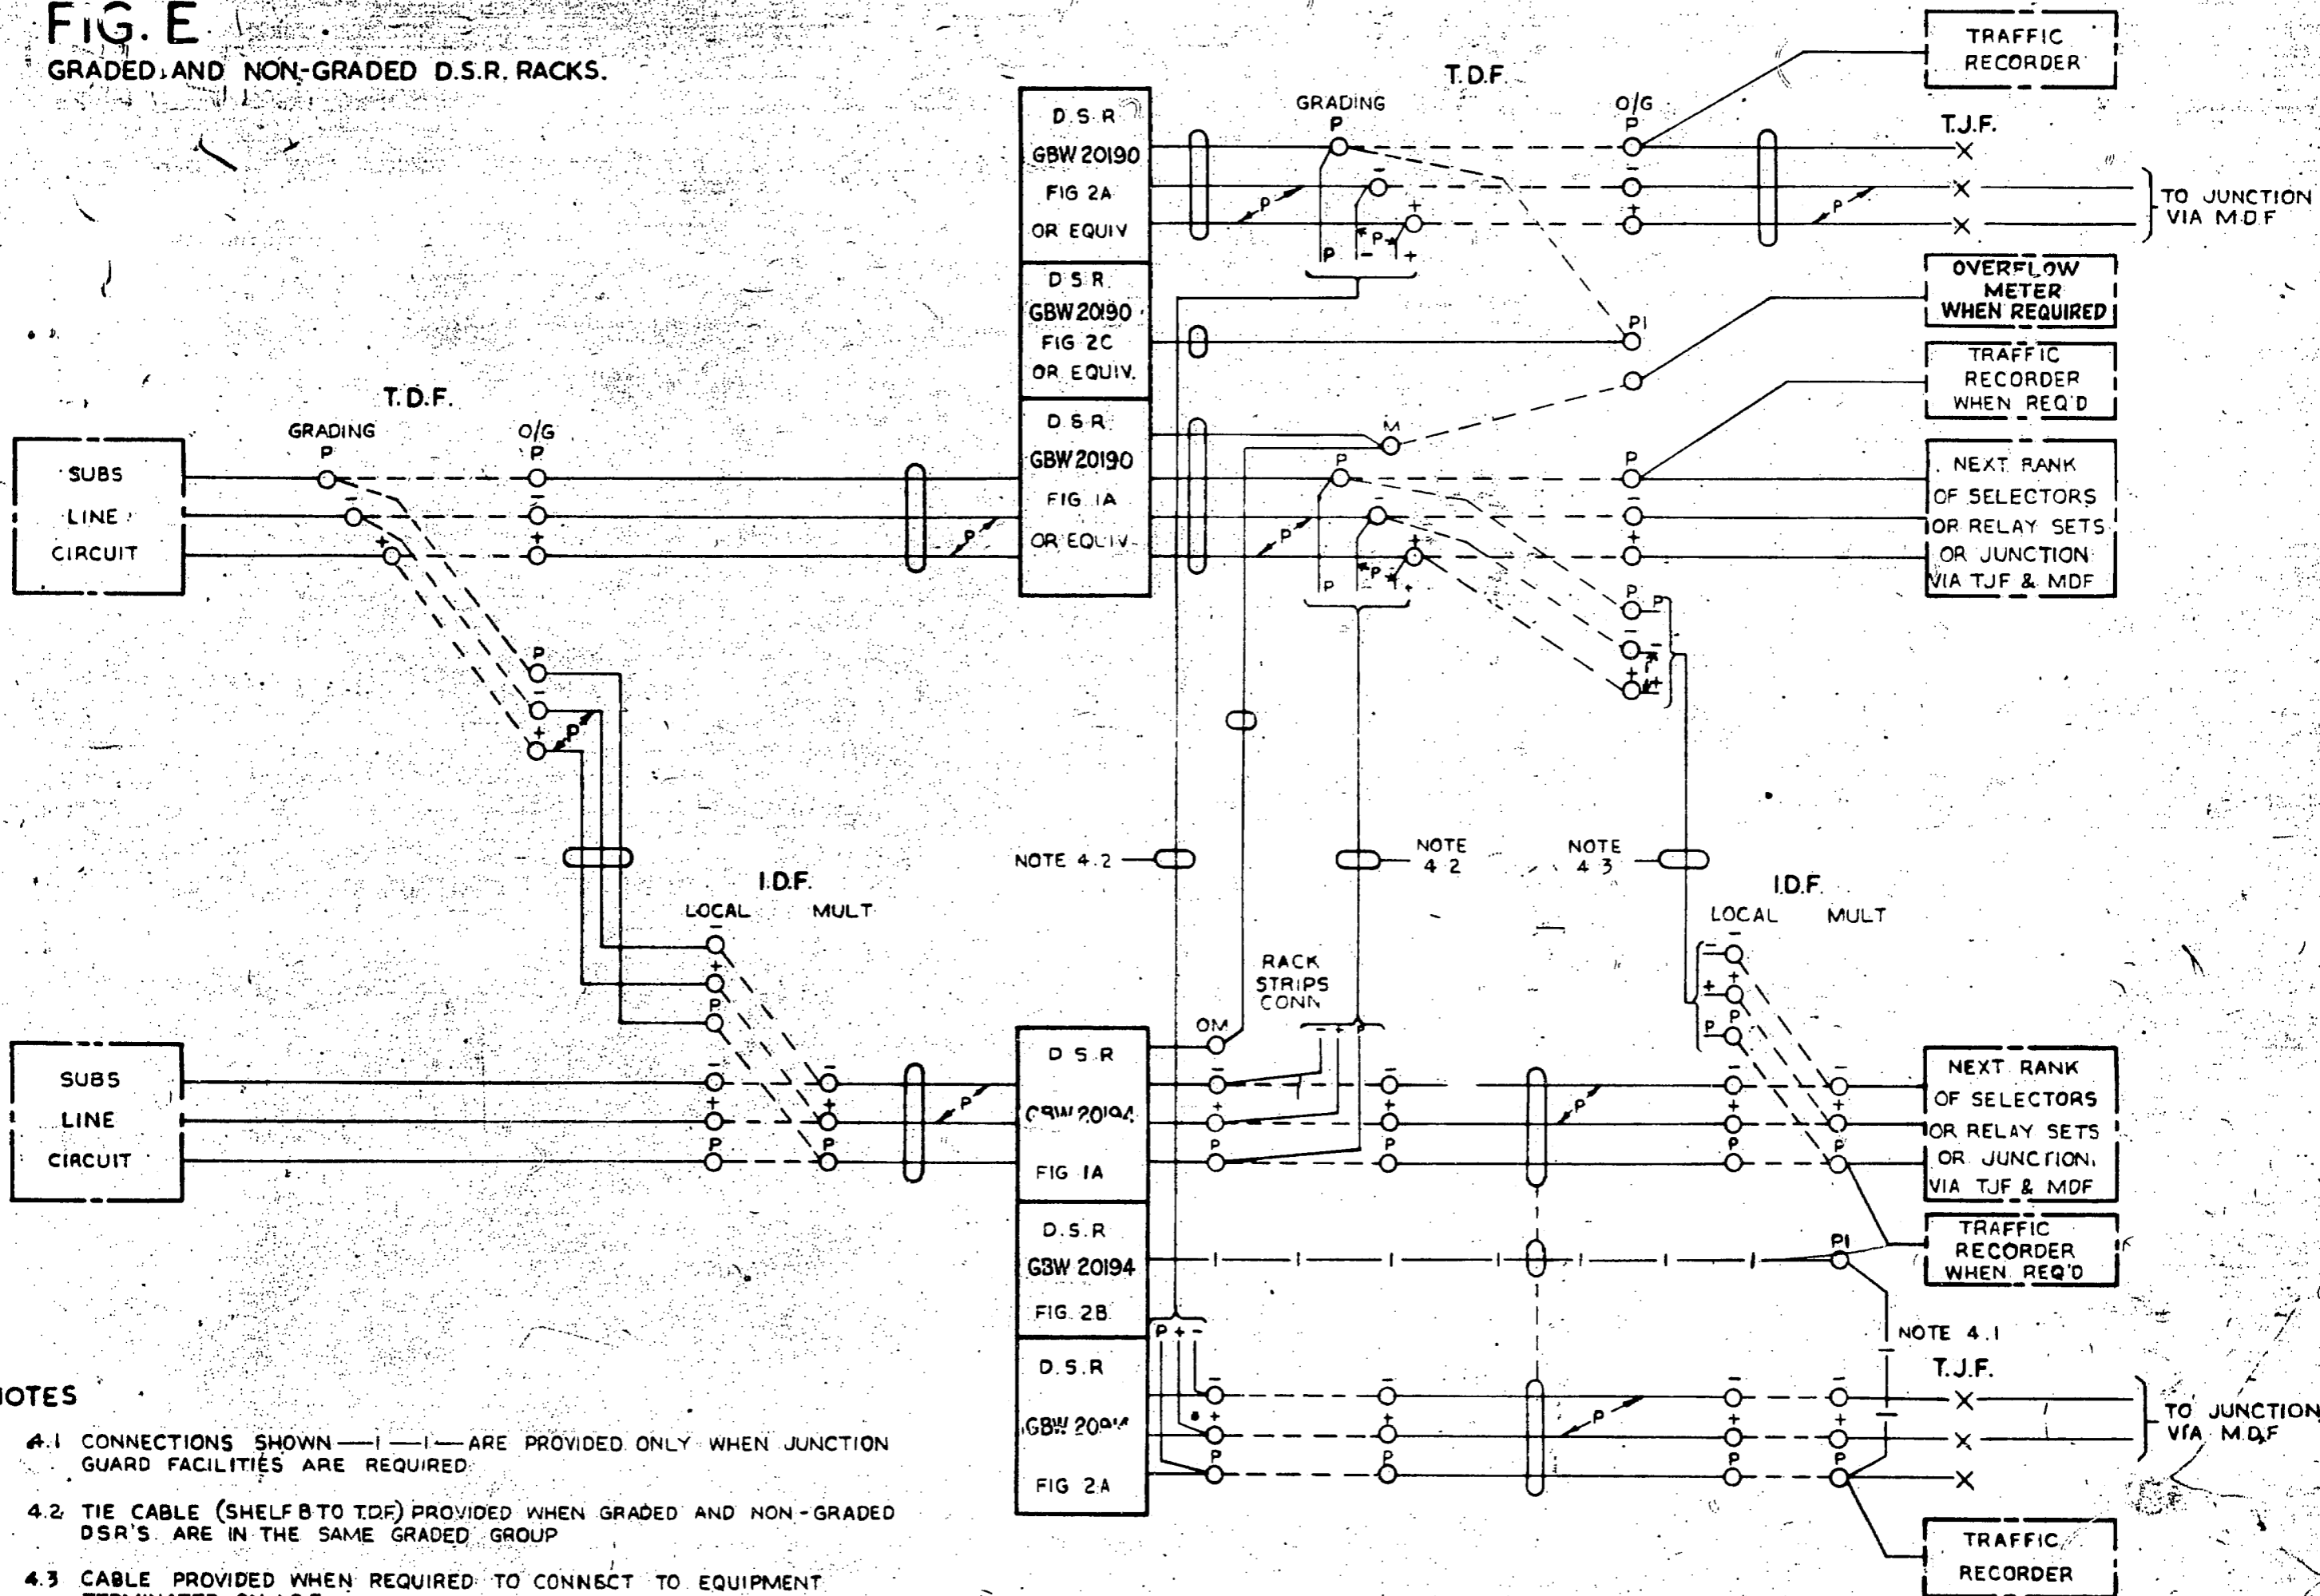 FIG. E
GRADED AND NON-GRADED D.S.R. RACKS.
T.D.F.
GRADING
P
O/G
P
TRAFFIC
RECORDER
T.J.F.
D.S.R
GBW 20190
FIG 2A
OR EQUIV
-
-
+
+
P
P
P
P - +
TO JUNCTION
VIA M.D.F
D S R.
GBW 20190
FIG 2C
OR EQUIV.
P1
OVERFLOW
METER
WHEN REQUIRED
TRAFFIC
RECORDER
WHEN REQ'D
T.D.F.
GRADING
P
O/G
P
SUBS
LINE
CIRCUIT
-
-
+
+
P
D.S.R.
GBW 20190
FIG 1A
OR EQUIV
M
P
P
-
-
+
+
P
P
P - +
NEXT RANK
OF SELECTORS
OR RELAY SETS
OR JUNCTION
VIA TJF & MDF
P P
- -
+ +
P
-
+
P
NOTE 4.2
NOTE
4.2
NOTE
4.3
I.D.F.
LOCAL MULT
I.D.F.
LOCAL MULT
-
+
P
RACK
STRIPS
CONN
- + P
- -
+ +
P P
OM
SUBS
LINE
CIRCUIT
- -
+ +
P P
P
D S R
GBW 20194
FIG 1A
- - - -
+ + + +
P P P P
P
NEXT RANK
OF SELECTORS
OR RELAY SETS
OR JUNCTION
VIA TJF & MDF
D.S.R
GBW 20194
FIG. 2B
P1
TRAFFIC
RECORDER
WHEN REQ'D
P + -
NOTE 4.1
T.J.F.
D.S.R
FIG 2A
- - - -
+ + + +
P P P P
P
TO JUNCTION
VIA M.D.F
TRAFFIC
RECORDER
NOTES
4.1 CONNECTIONS SHOWN —I—I— ARE PROVIDED ONLY WHEN JUNCTION
GUARD FACILITIES ARE REQUIRED
4.2 TIE CABLE (SHELF B TO T.D.F) PROVIDED WHEN GRADED AND NON-GRADED
DSR'S ARE IN THE SAME GRADED GROUP
4.3 CABLE PROVIDED WHEN REQUIRED TO CONNECT TO EQUIPMENT